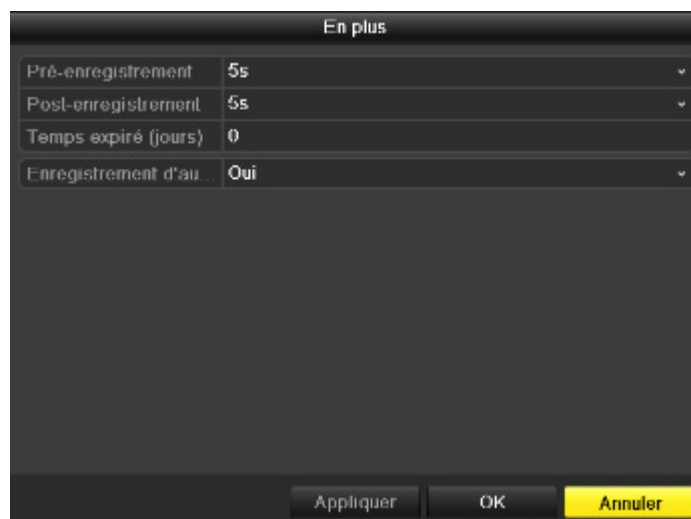 En plus
Pré-enregistrement 5s
Post-enregistrement 5s
Temps expiré (jours) 0
Enregistrement d'au... Oui
Appliquer OK Annuler